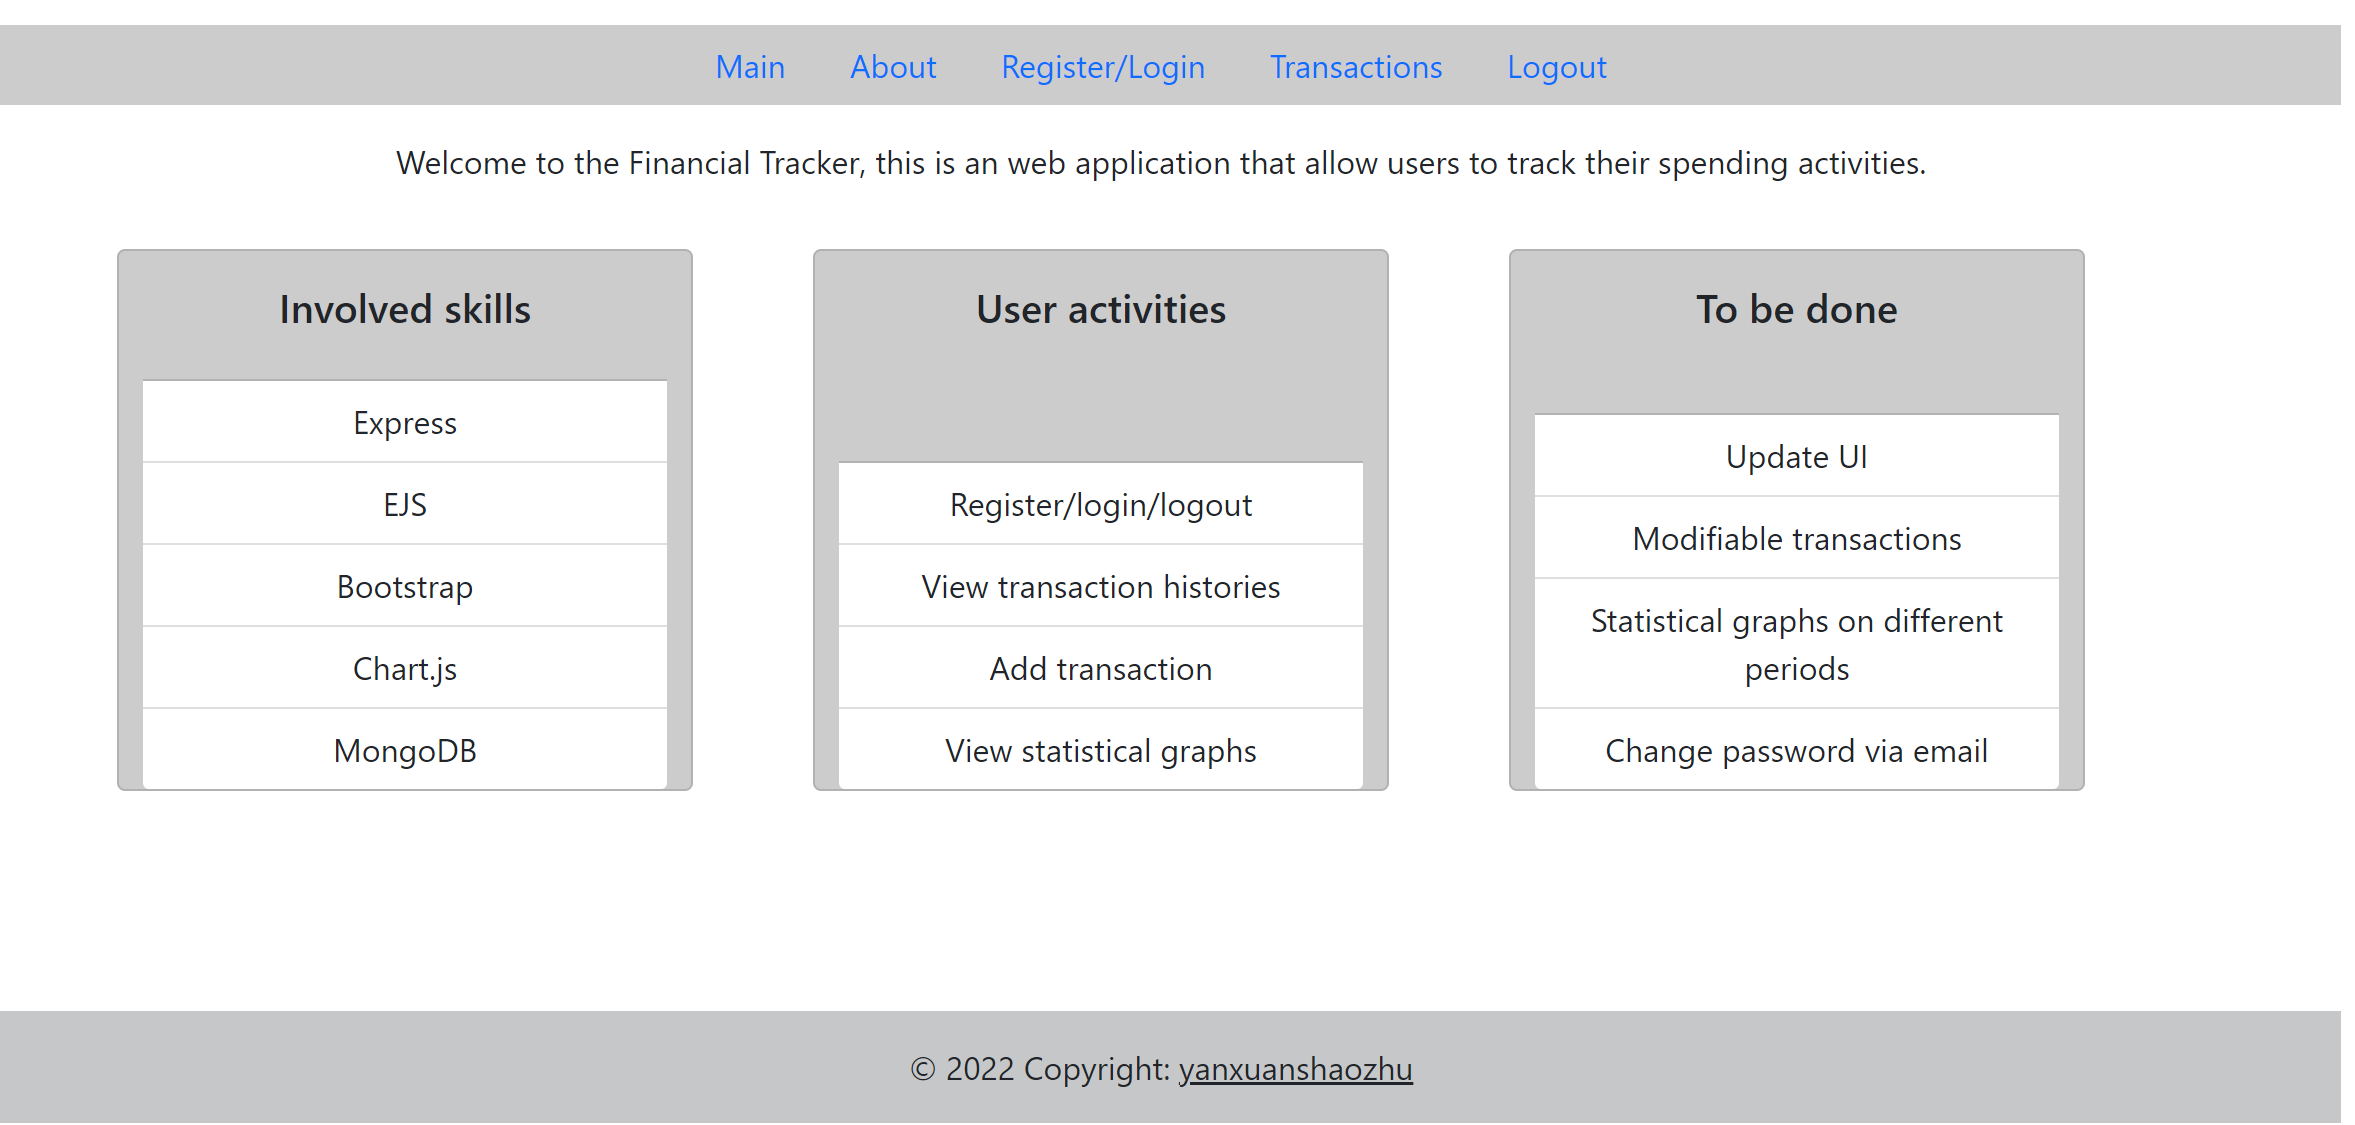 Main About Register/Login Transactions Logout
Welcome to the Financial Tracker, this is an web application that allow users to track their spending activities.
Involved skills
Express
EJS
Bootstrap
Chart.js
MongoDB
User activities
Register/login/logout
View transaction histories
Add transaction
View statistical graphs
To be done
Update UI
Modifiable transactions
Statistical graphs on different
periods
Change password via email
© 2022 Copyright: yanxuanshaozhu